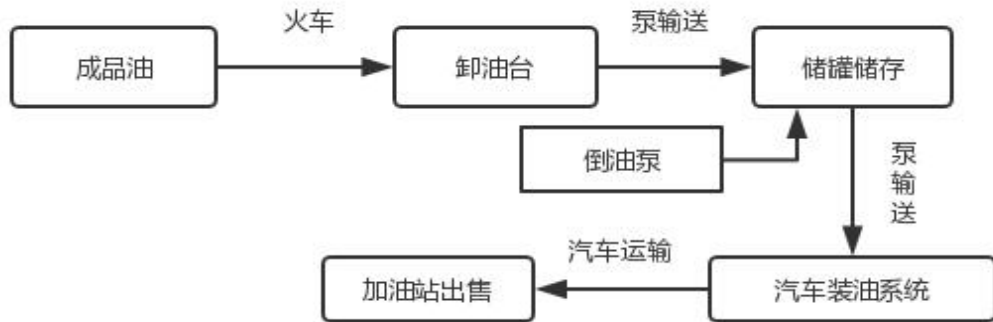 火车
泵输送
成品油
卸油台
储罐储存
倒油泵
泵输送
汽车运输
加油站出售
汽车装油系统